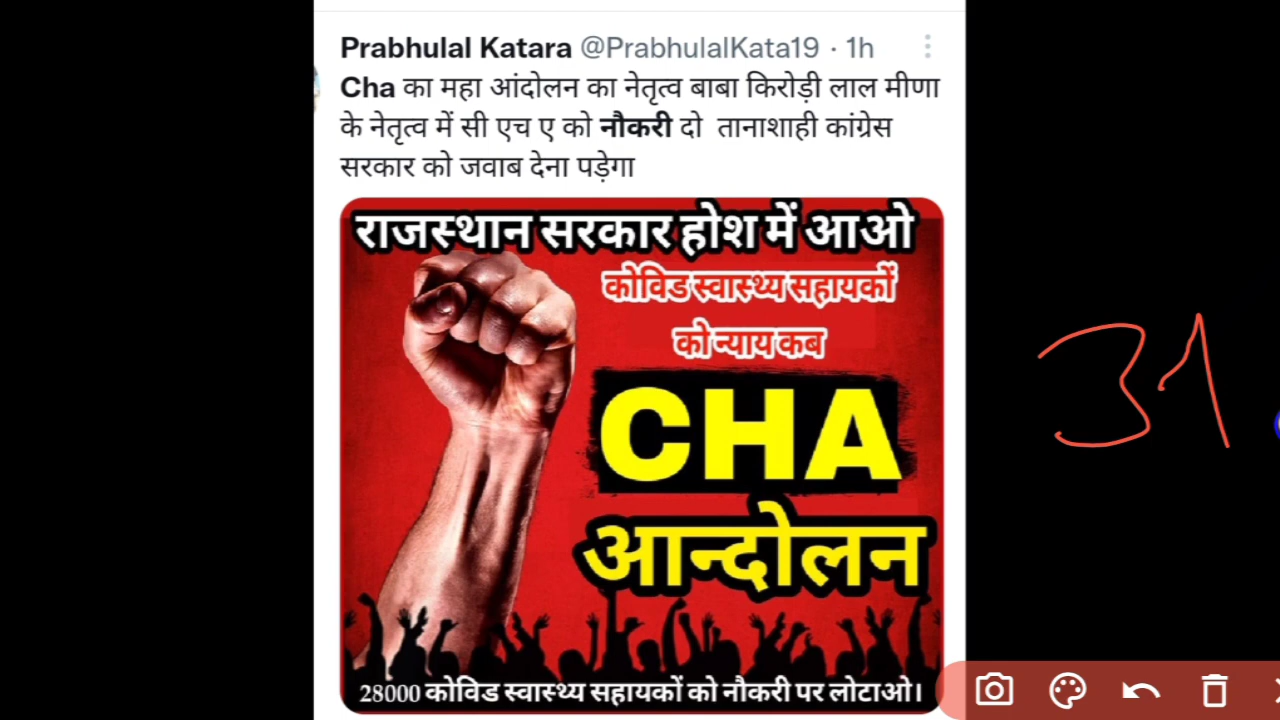 Prabhulal Katara @PrabhulalKata19 · 1h
Cha का महा आंदोलन का नेतृत्व बाबा किरोड़ी लाल मीणा
के नेतृत्व में सी एच ए को नौकरी दो तानाशाही कांग्रेस
सरकार को जवाब देना पड़ेगा
राजस्थान सरकार होश में आओ
कोविड स्वास्थ्य सहायकों
को न्याय कब
CHA
आन्दोलन
28000 कोविड स्वास्थ्य सहायकों को नौकरी पर लोटाओ।
31